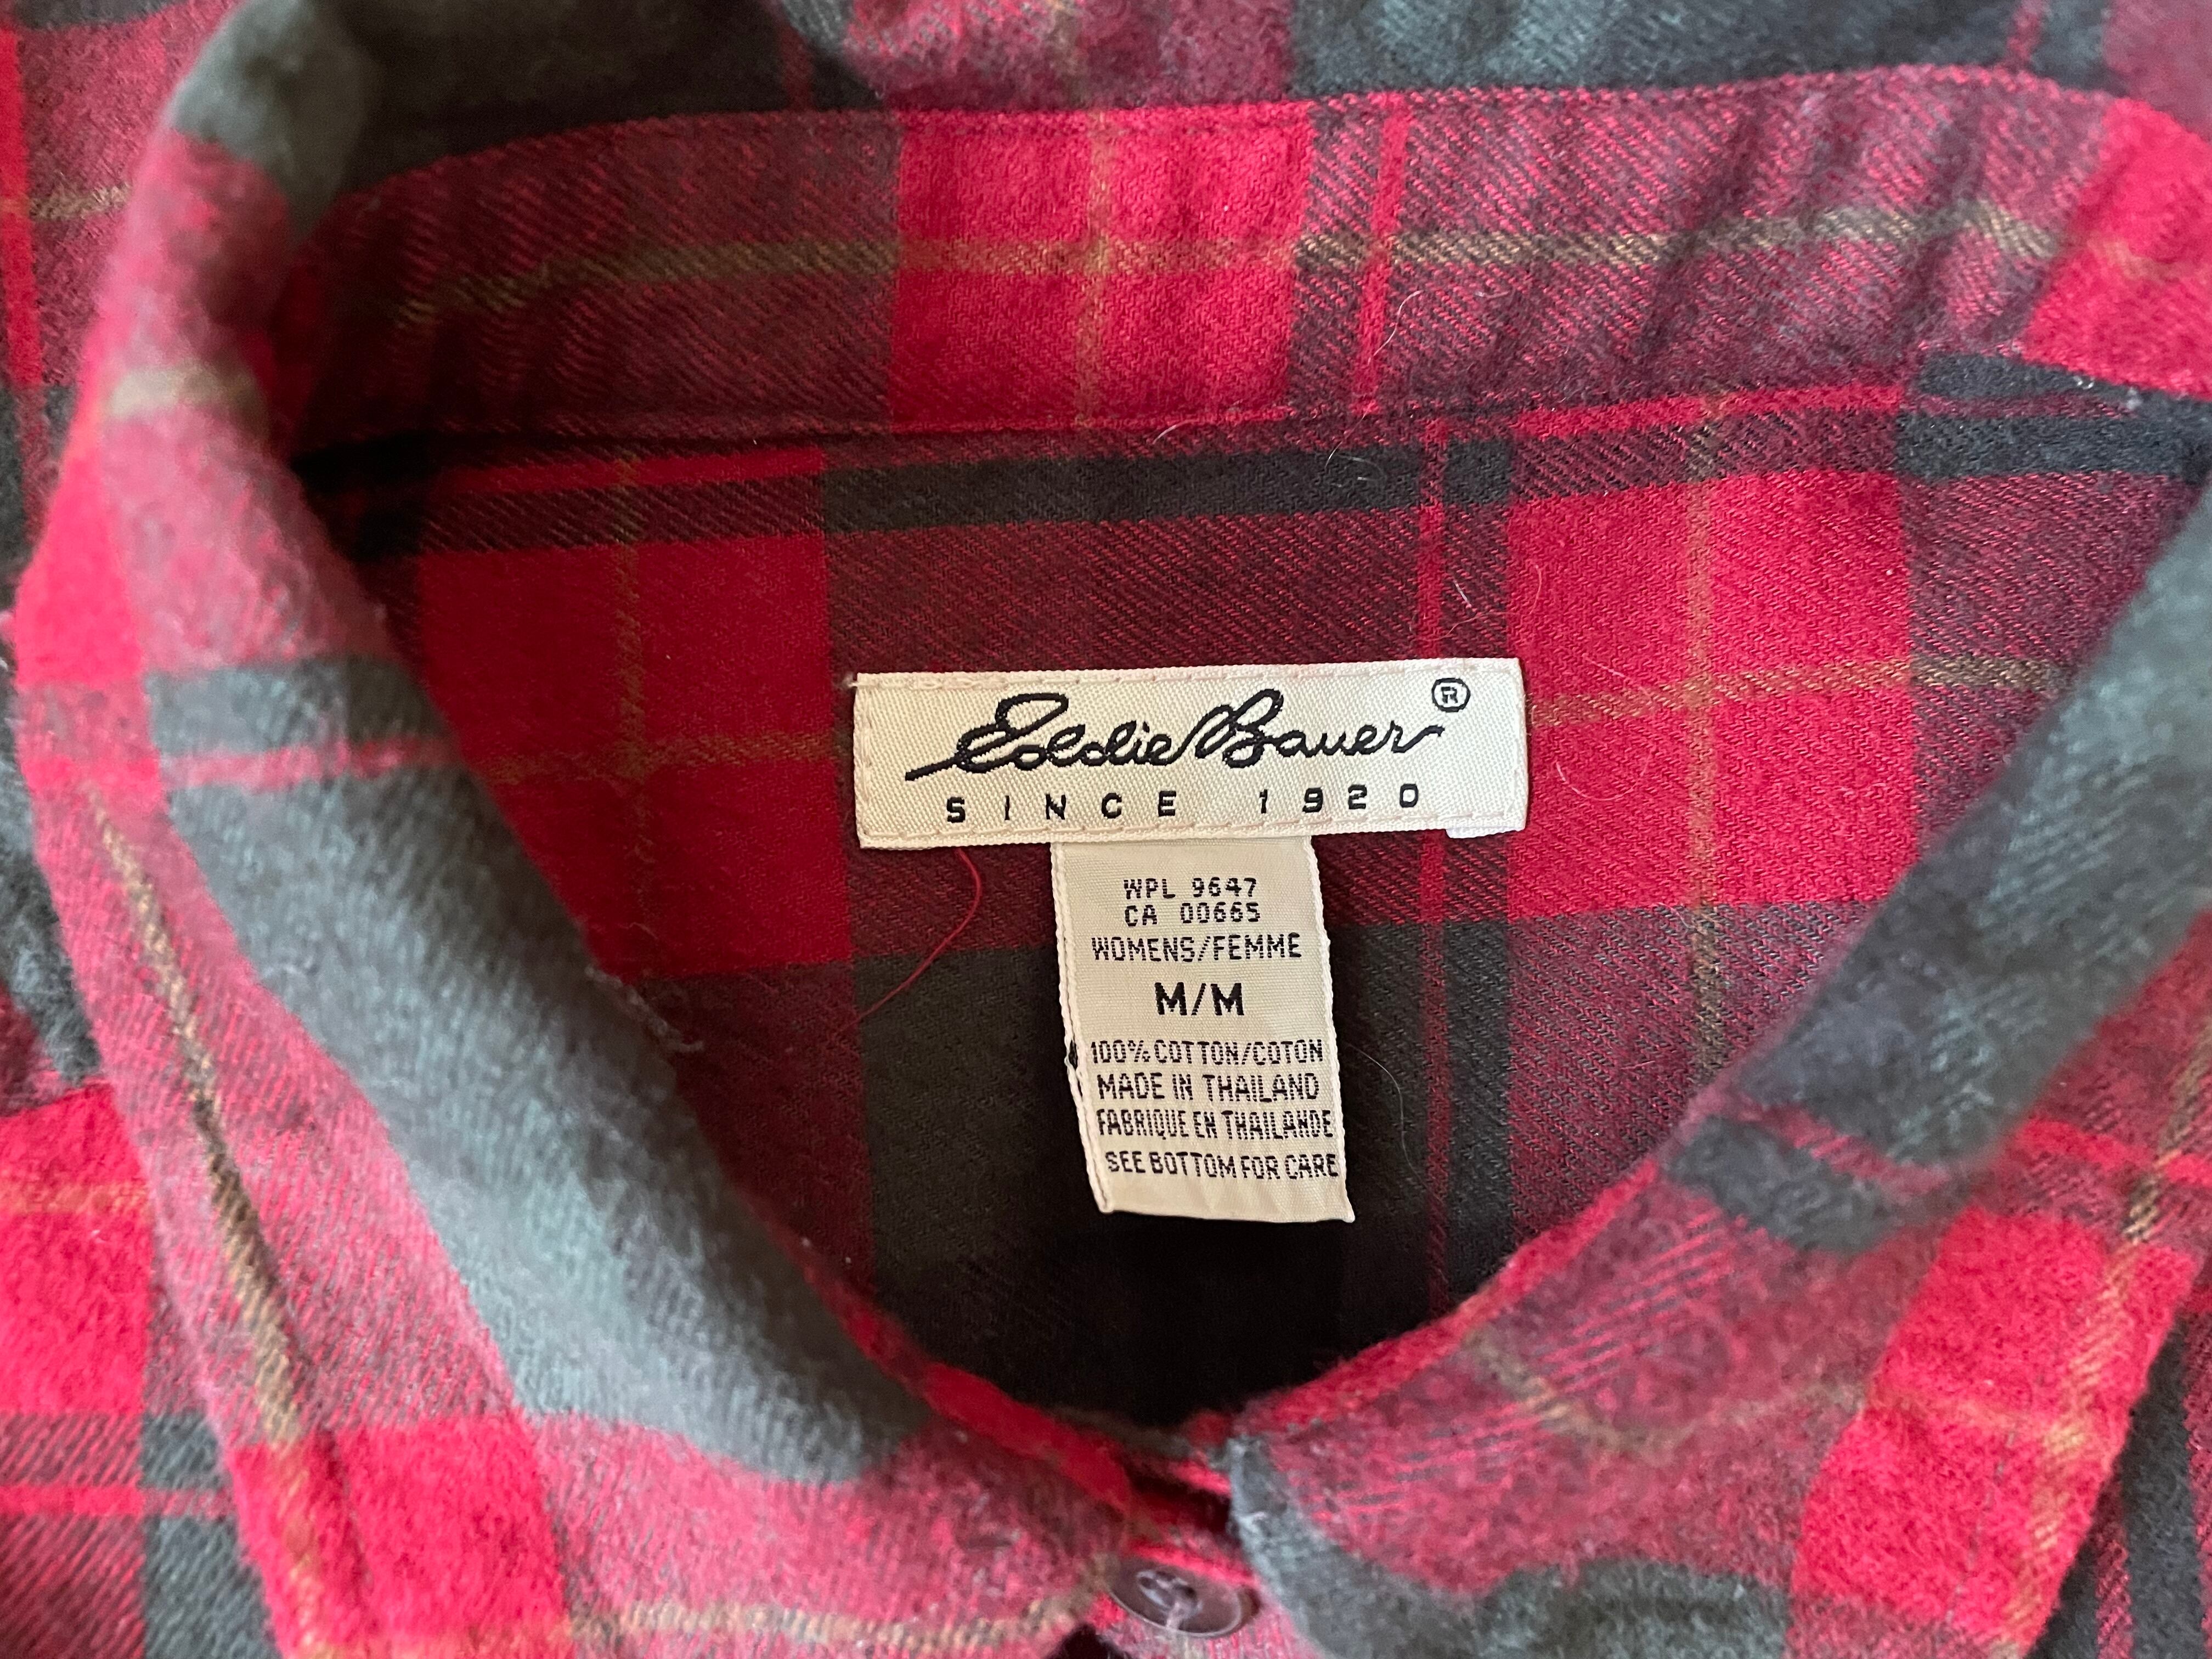 Eddie Bauer®
SINCE 1920
WPL 9647
CA 00665
WOMENS/FEMME
M/M
100% COTTON/COTON
MADE IN THAILAND
FABRIQUE EN THAILANDE
SEE BOTTOM FOR CARE